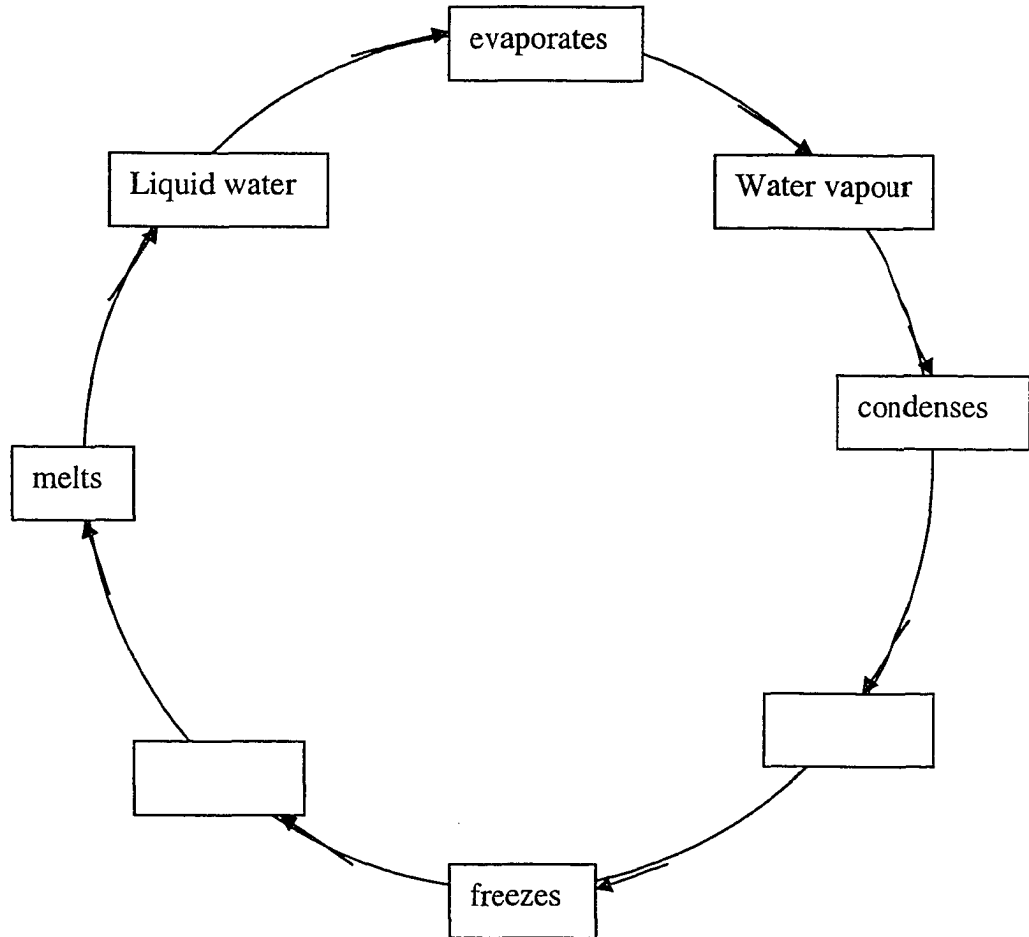 evaporates
Liquid water
Water vapour
condenses
melts
freezes